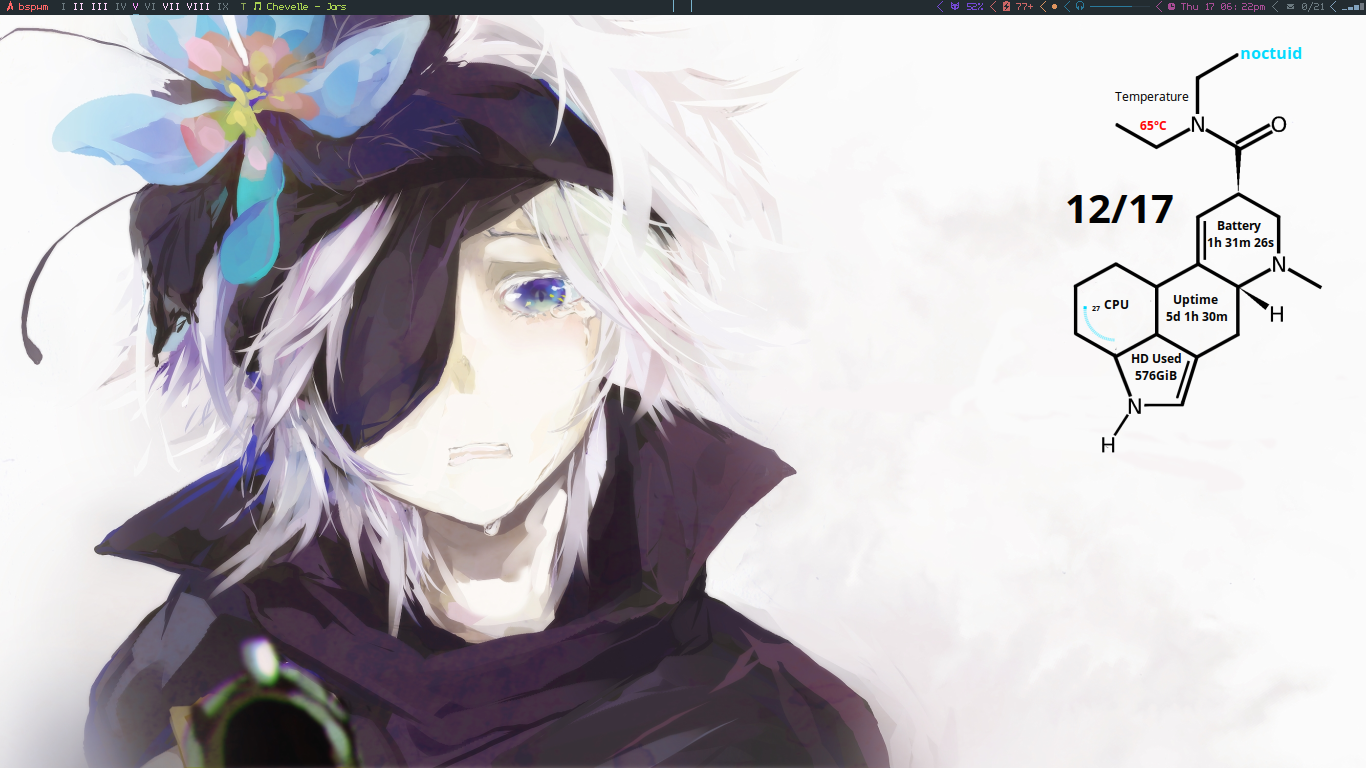 bspwm I II III IV V VI VII VIII IX T Chevelle - Jars
52% 77+ Thu 17 06:22pm 0/21
noctuid
Temperature
65°C
N
O
12/17
Battery
1h 31m 26s
N
27 CPU
Uptime
5d 1h 30m
H
HD Used
576GiB
N
H